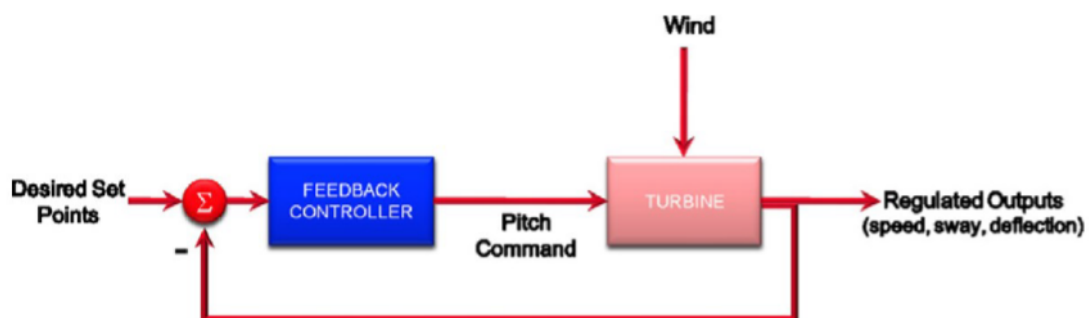 Wind
Desired Set
Points
Σ
–
FEEDBACK
CONTROLLER
Pitch
Command
TURBINE
Regulated Outputs
(speed, sway, deflection)